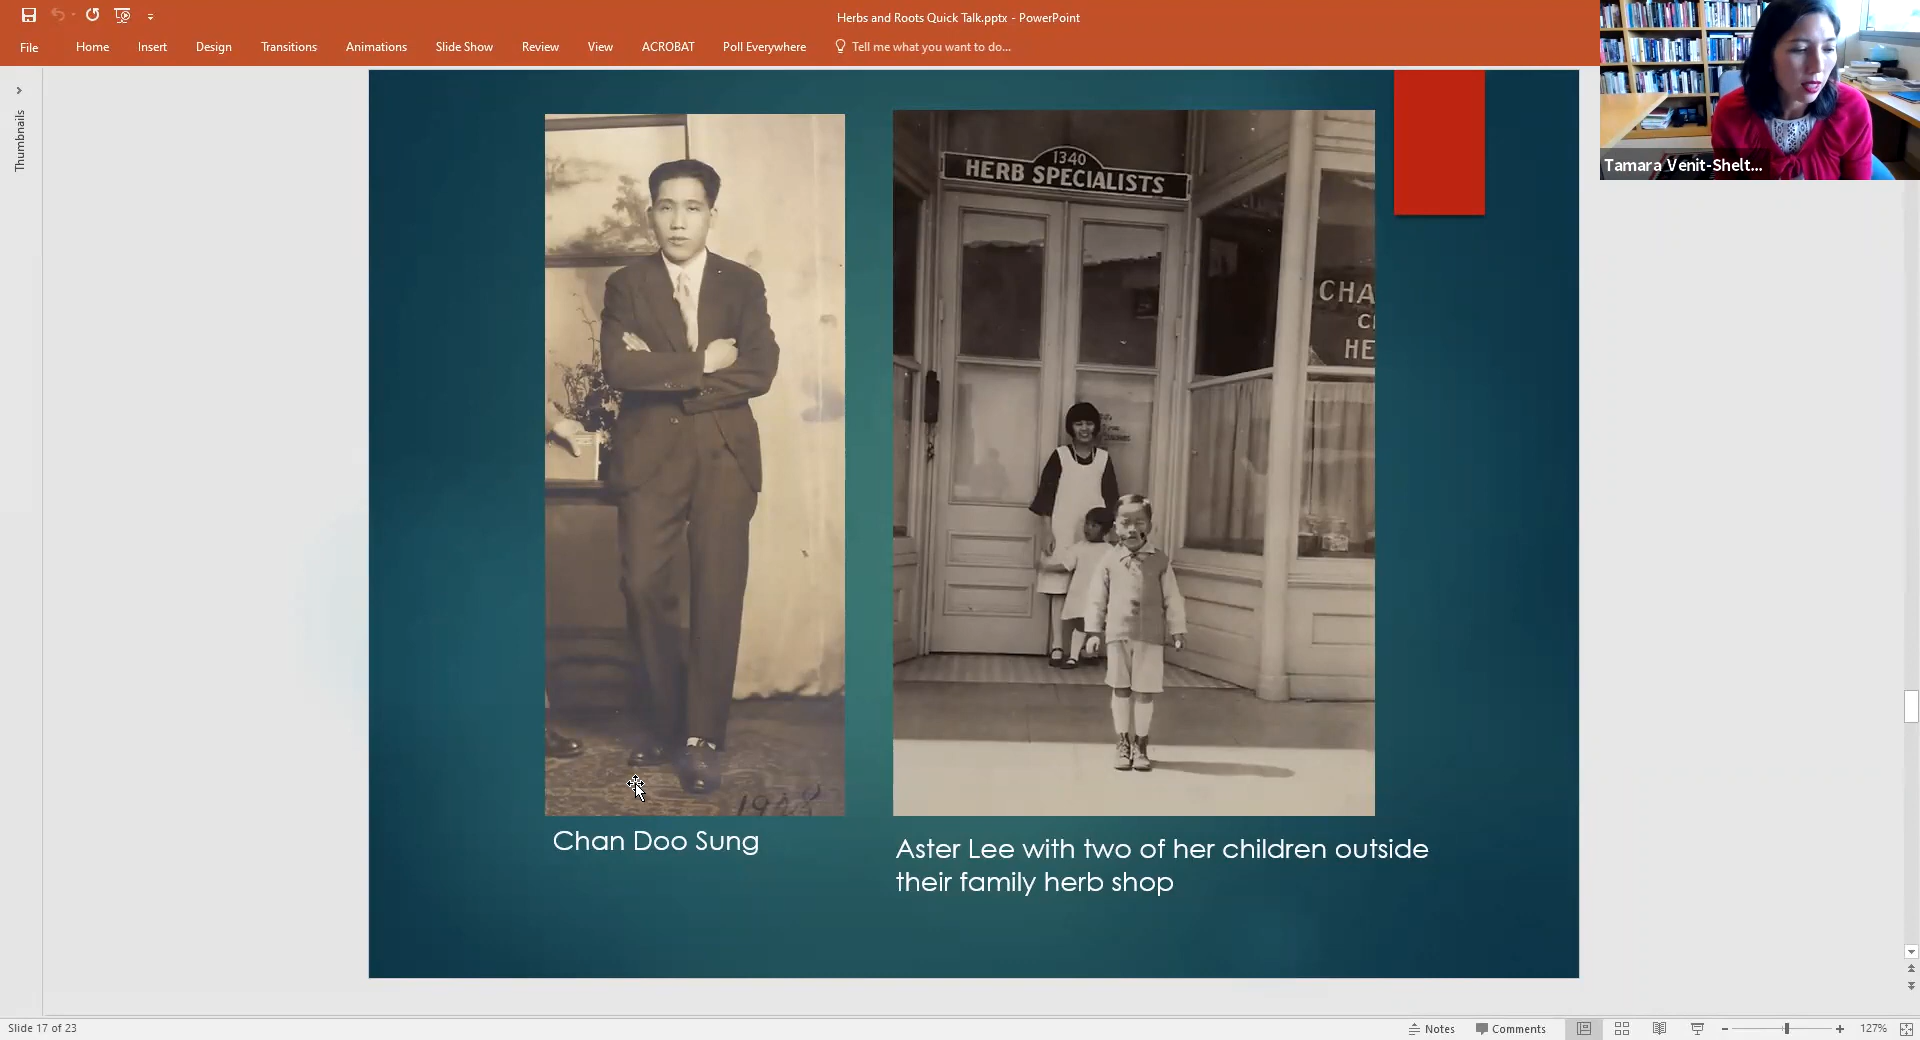 Herbs and Roots Quick Talk.pptx - PowerPoint
File Home Insert Design Transitions Animations Slide Show Review View ACROBAT Poll Everywhere Tell me what you want to do...
Tamara Venit-Shelt...
Thumbnails
1340
HERB SPECIALISTS
CHA
C
HE
Chan Doo Sung
Aster Lee with two of her children outside
their family herb shop
Slide 17 of 23
Notes Comments 127%